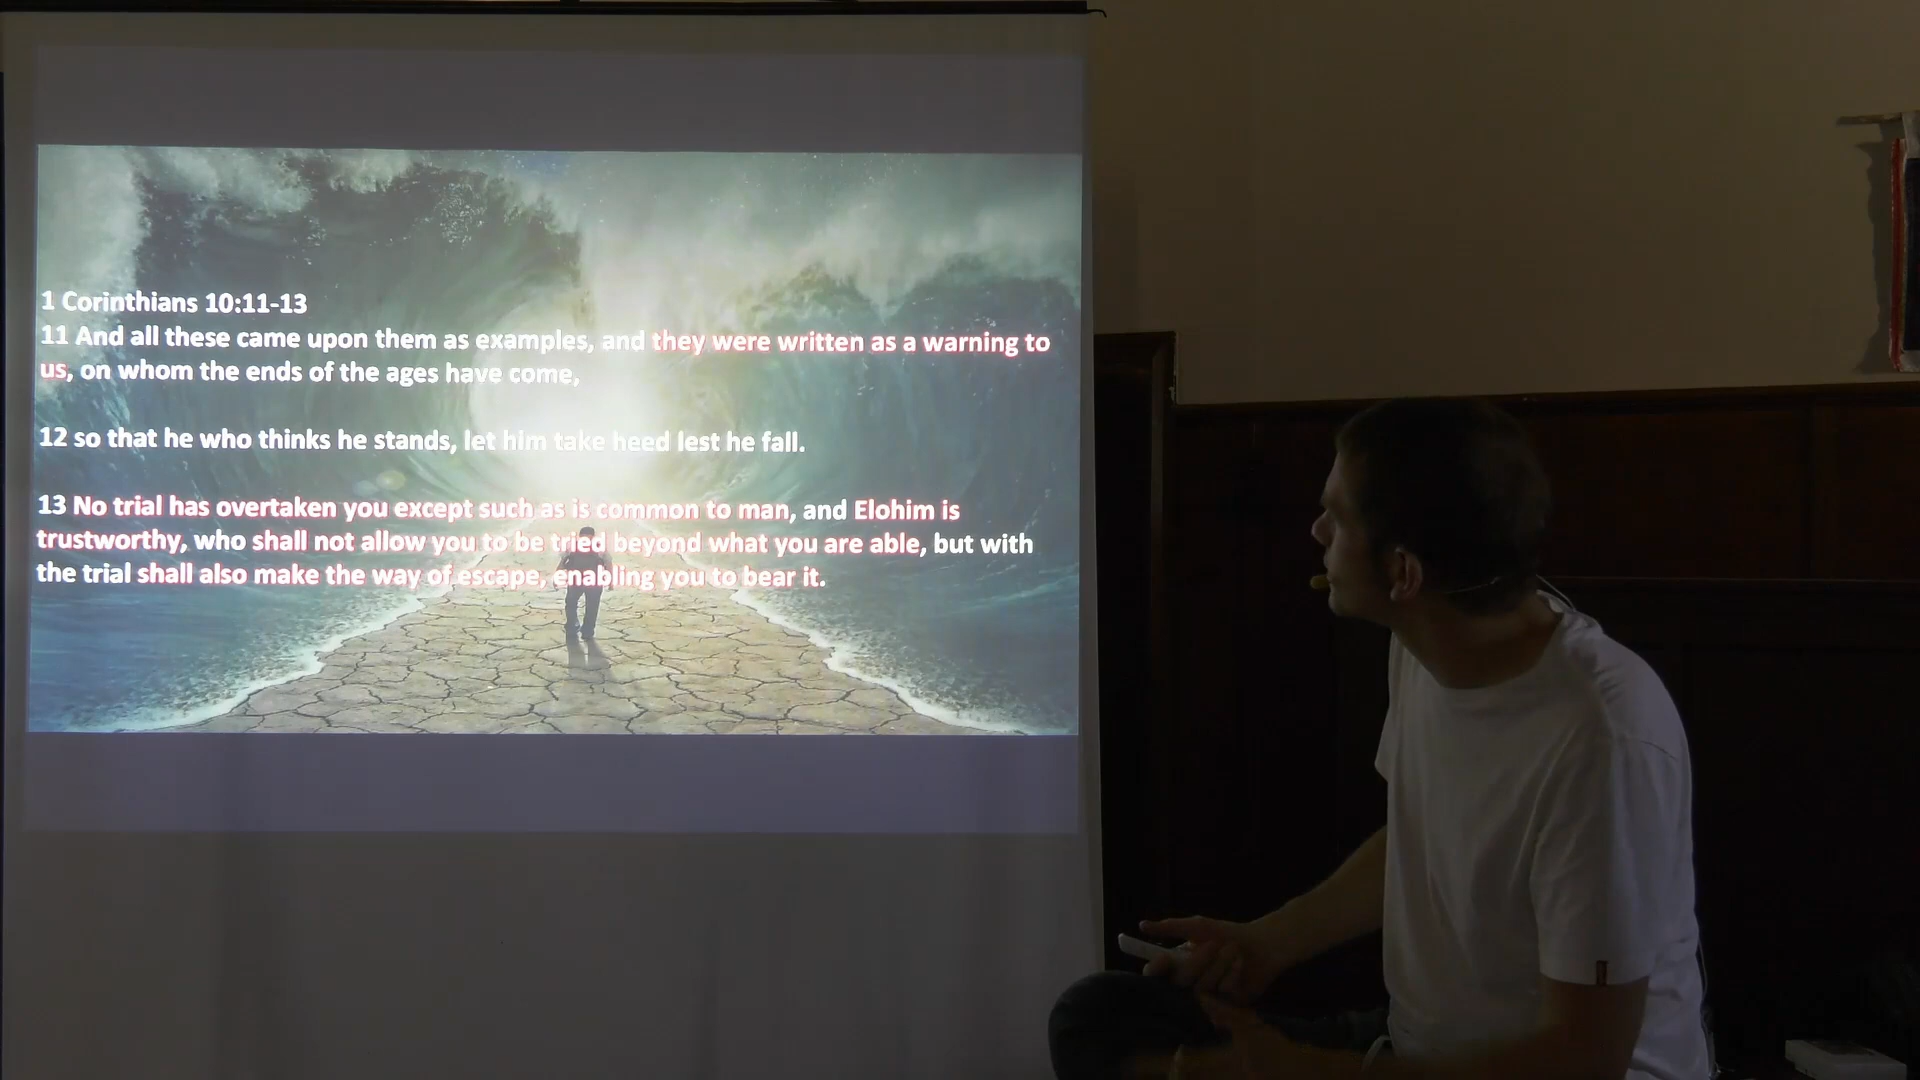 1 Corinthians 10:11-13
11 And all these came upon them as examples, and they were written as a warning to
us, on whom the ends of the ages have come,
12 so that he who thinks he stands, let him take heed lest he fall.
13 No trial has overtaken you except such as is common to man, and Elohim is
trustworthy, who shall not allow you to be tried beyond what you are able, but with
the trial shall also make the way of escape, enabling you to bear it.